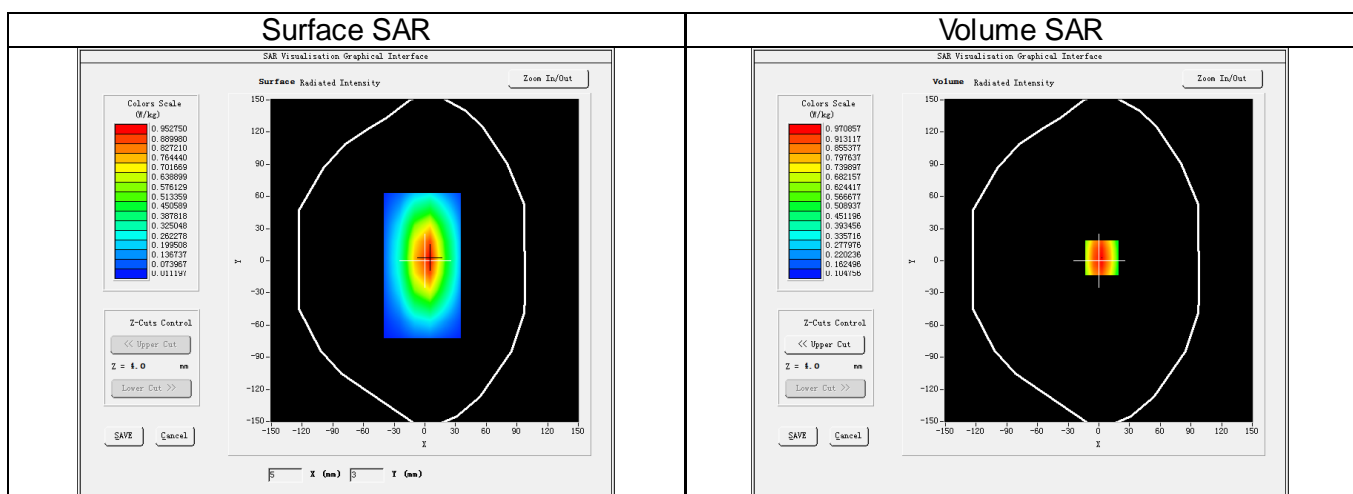 Surface SAR
SAR Visualisation Graphical Interface
Surface Radiated Intensity
Zoom In/Out
Colors Scale
(W/kg)
0.952750
0.889980
0.827210
0.764440
0.701669
0.638899
0.576129
0.513359
0.450589
0.387818
0.325048
0.262278
0.199508
0.136737
0.073967
0.011197
Z-Cuts Control
<< Upper Cut
Z = 4.0 mm
Lower Cut >>
SAVE Cancel
150
120
90
60
30
0
-30
-60
-90
-120
-150
Y
-150 -120 -90 -60 -30 0 30 60 90 120 150
X
5 X (mm) 3 Y (mm)
Volume SAR
SAR Visualisation Graphical Interface
Volume Radiated Intensity
Zoom In/Out
Colors Scale
(W/kg)
0.970857
0.913117
0.855377
0.797637
0.739897
0.682157
0.624417
0.566677
0.508937
0.451196
0.393456
0.335716
0.277976
0.220236
0.162496
0.104756
Z-Cuts Control
<< Upper Cut
Z = 4.0 mm
Lower Cut >>
SAVE Cancel
150
120
90
60
30
0
-30
-60
-90
-120
-150
Y
-150 -120 -90 -60 -30 0 30 60 90 120 150
X